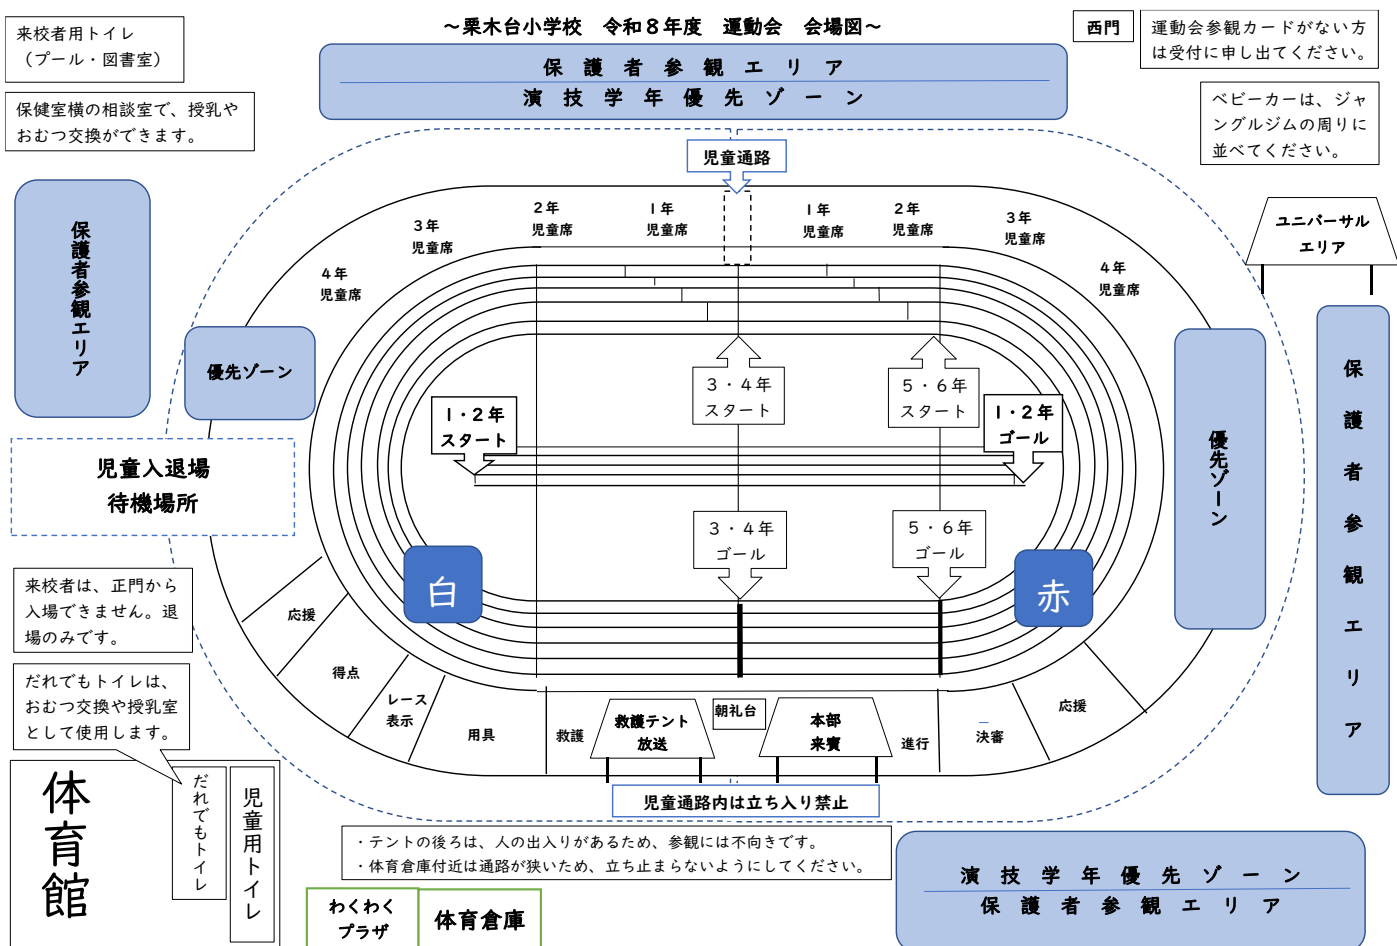 ～栗木台小学校　令和８年度　運動会　会場図～
来校者用トイレ
（プール・図書室）
保健室横の相談室で、授乳や
おむつ交換ができます。
西門
運動会参観カードがない方
は受付に申し出てください。
ベビーカーは、ジャ
ングルジムの周りに
並べてください。
保護者参観エリア
演技学年優先ゾーン
児童通路
保護者参観エリア
優先ゾーン
４年
児童席
３年
児童席
２年
児童席
１年
児童席
１年
児童席
２年
児童席
３年
児童席
４年
児童席
ユニバーサル
エリア
保護者参観エリア
優先ゾーン
３・４年
スタート
５・６年
スタート
１・２年
スタート
１・２年
ゴール
児童入退場
待機場所
３・４年
ゴール
５・６年
ゴール
白
赤
来校者は、正門から
入場できません。退
場のみです。
だれでもトイレは、
おむつ交換や授乳室
として使用します。
応援
得点
レース
表示
用具
救護
救護テント
放送
朝礼台
本部
来賓
進行
決審
応援
児童通路内は立ち入り禁止
体育館
だれでもトイレ
児童用トイレ
・テントの後ろは、人の出入りがあるため、参観には不向きです。
・体育倉庫付近は通路が狭いため、立ち止まらないようにしてください。
わくわく
プラザ
体育倉庫
演技学年優先ゾーン
保護者参観エリア